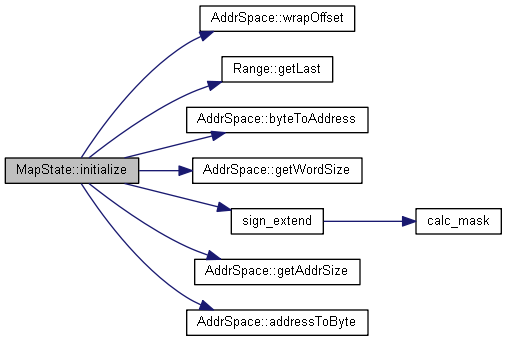 AddrSpace::wrapOffset
Range::getLast
AddrSpace::byteToAddress
MapState::initialize
AddrSpace::getWordSize
sign_extend
calc_mask
AddrSpace::getAddrSize
AddrSpace::addressToByte